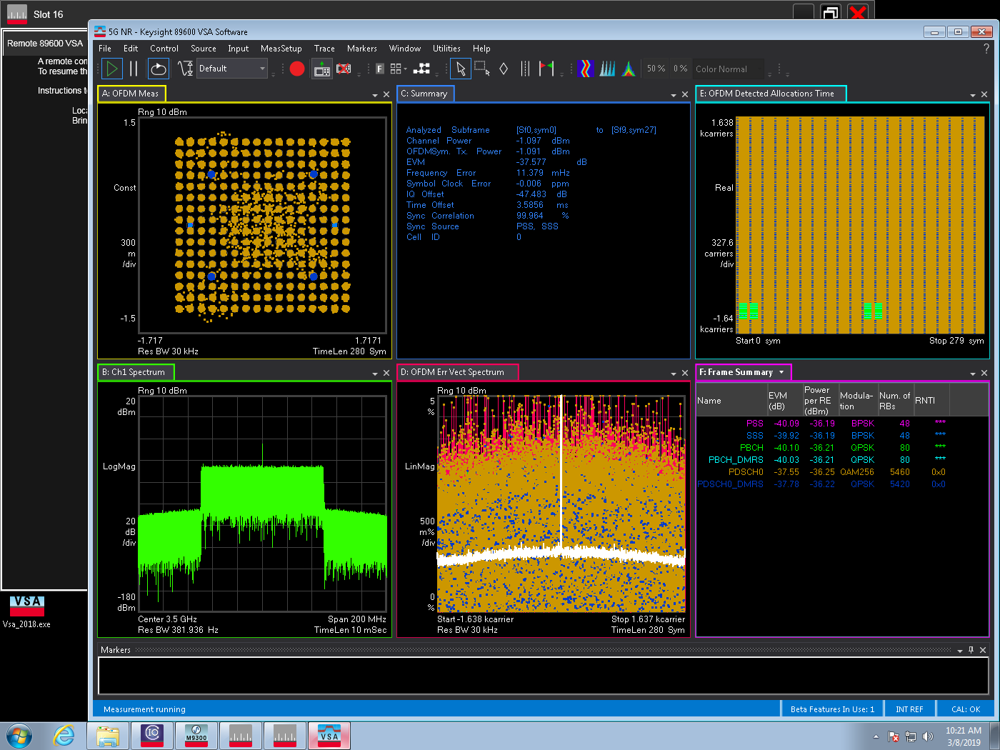 Slot 16
Remote 89600 VSA
A remote con
To resume th
Instructions to
Loca
Brin
VSA
Vsa_2018.exe
5G NR - Keysight 89600 VSA Software
File Edit Control Source Input MeasSetup Trace Markers Window Utilities Help
?
Default
F
50 % 0 % Color Normal
A: OFDM Meas
Rng 10 dBm
1.5
Const
300
m
/div
-1.5
-1.717 1.7171
Res BW 30 kHz TimeLen 280 Sym
C: Summary
Analyzed Subframe [Sf0,sym0] to [Sf9,sym27]
Channel Power -1.097 dBm
OFDMSym. Tx. Power -1.091 dBm
EVM -37.577 dB
Frequency Error 11.379 mHz
Symbol Clock Error -0.006 ppm
IQ Offset -47.483 dB
Time Offset 3.5856 ms
Sync Correlation 99.964 %
Sync Source PSS, SSS
Cell ID 0
E: OFDM Detected Allocations Time
1.638
kcarriers
Real
327.6
carriers
/div
-1.64
kcarriers
Start 0 sym Stop 279 sym
B: Ch1 Spectrum
Rng 10 dBm
20
dBm
LogMag
20
dB
/div
-180
dBm
Center 3.5 GHz Span 200 MHz
Res BW 381.936 Hz TimeLen 10 mSec
D: OFDM Err Vect Spectrum
Rng 10 dBm
5
%
LinMag
500
m%
/div
0
%
Start -1.638 kcarrier Stop 1.637 kcarrier
Res BW 30 kHz TimeLen 280 Sym
F: Frame Summary
Name EVM (dB) Power per RE (dBm) Modula-tion Num. of RBs RNTI
PSS -40.09 -36.19 BPSK 48 ***
SSS -39.92 -36.19 BPSK 48 ***
PBCH -40.10 -36.21 QPSK 80 ***
PBCH_DMRS -40.03 -36.21 QPSK 80 ***
PDSCH0 -37.55 -36.25 QAM256 5460 0x0
PDSCH0_DMRS -37.78 -36.22 QPSK 5420 0x0
Markers
Measurement running Beta Features In Use: 1 INT REF CAL: OK
IO
M9300
VSA
10:21 AM
3/8/2019